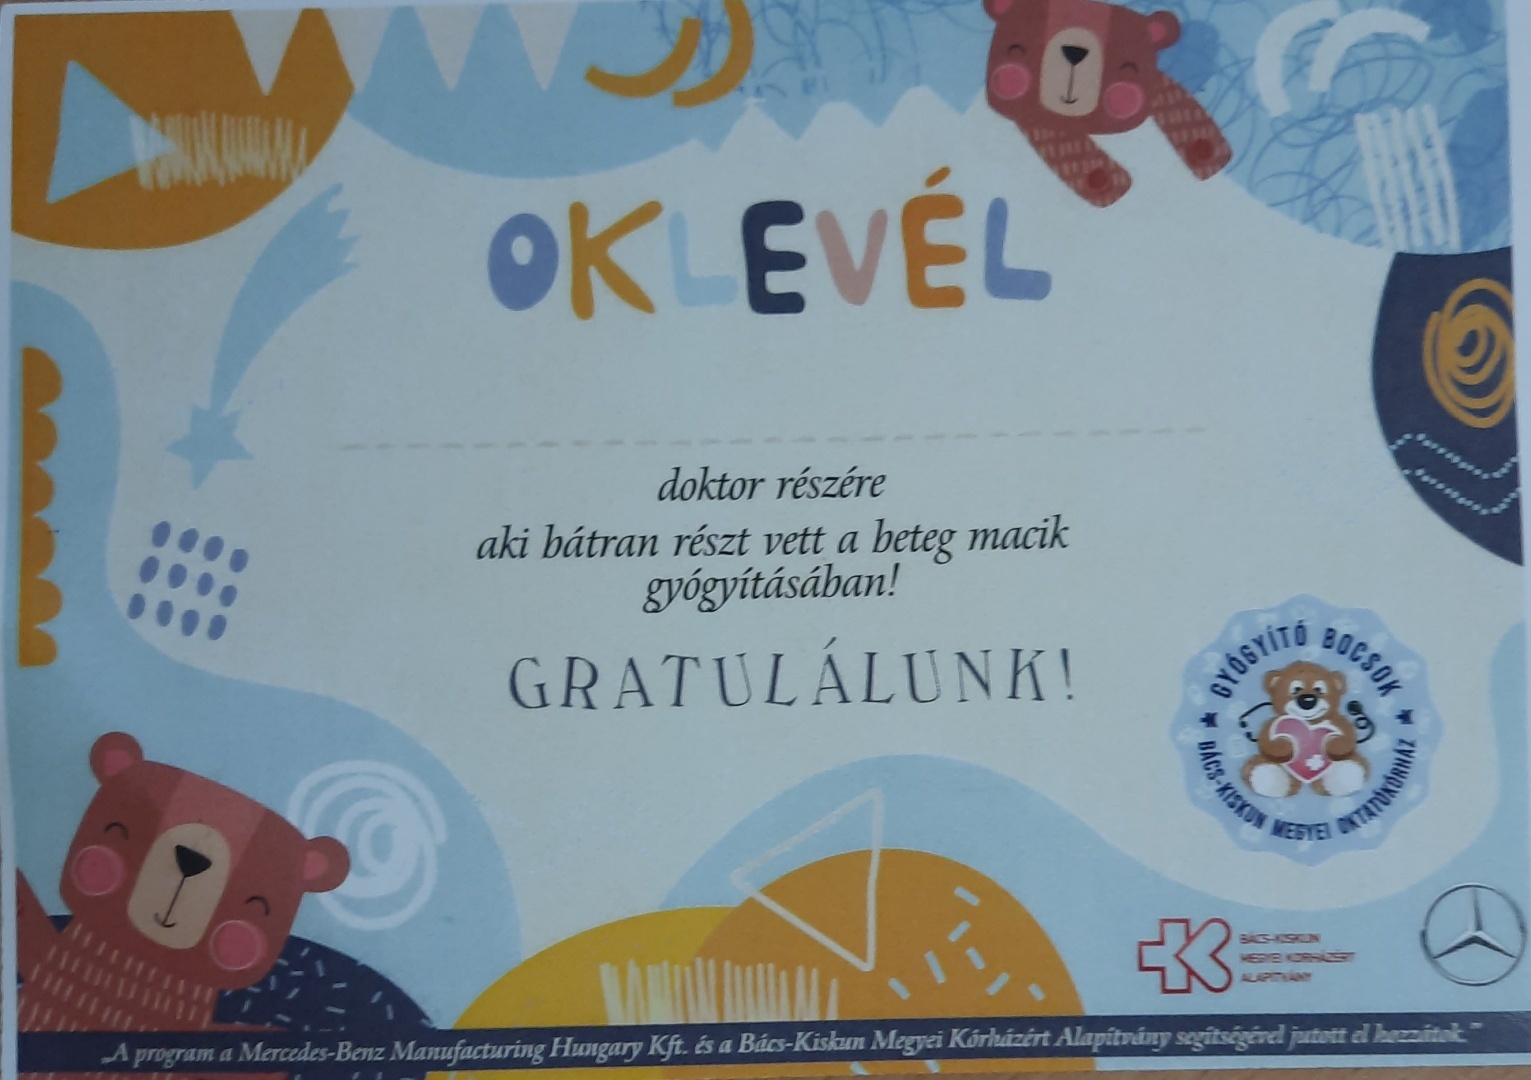 OKLEVÉL
doktor részére
aki bátran részt vett a beteg macik
gyógyításában!
GRATULÁLUNK!
GYÓGYÍTÓ BOCSOK
BÁCS-KISKUN MEGYEI OKTATÓKÓRHÁZ
BÁCS-KISKUN
MEGYEI KÓRHÁZÉRT
ALAPÍTVÁNY
„A program a Mercedes-Benz Manufacturing Hungary Kft. és a Bács-Kiskun Megyei Kórházért Alapítvány segítségével jutott el hozzátok.”